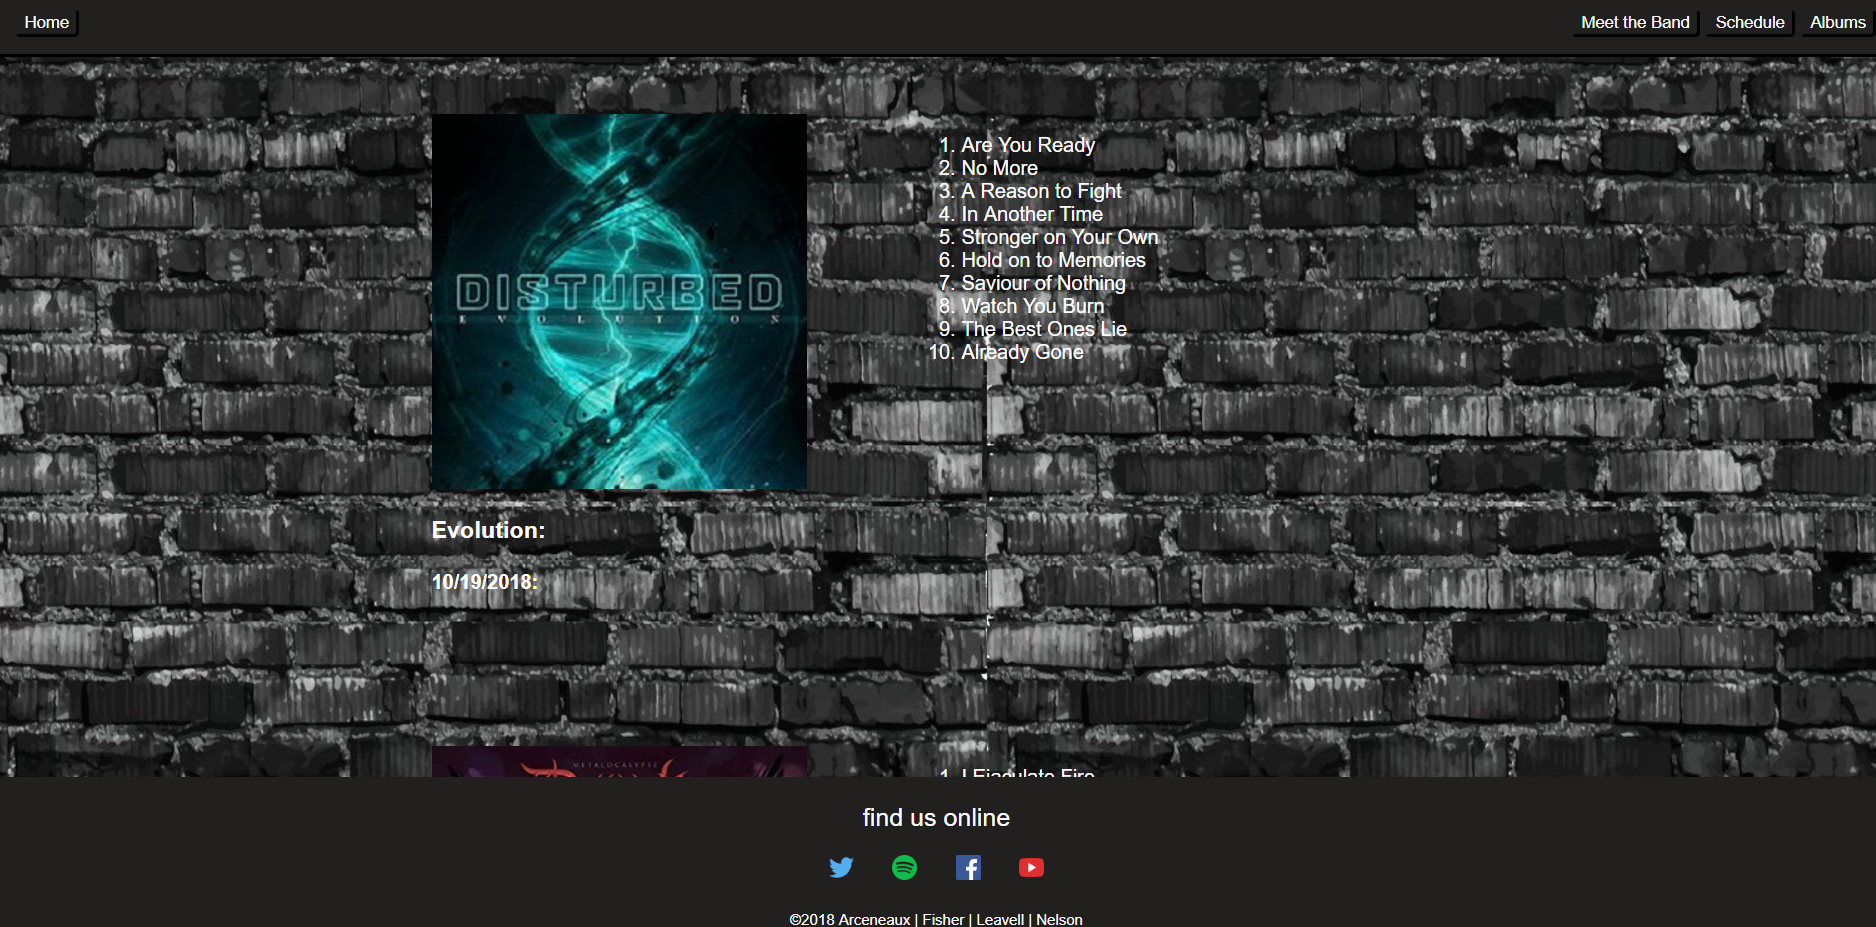 Home
Meet the Band
Schedule
Albums
DISTURBED
EVOLUTION
1. Are You Ready
2. No More
3. A Reason to Fight
4. In Another Time
5. Stronger on Your Own
6. Hold on to Memories
7. Saviour of Nothing
8. Watch You Burn
9. The Best Ones Lie
10. Already Gone
Evolution:
10/19/2018:
METALOCALYPSE
1. I Ejaculate Fire
find us online
©2018 Arceneaux | Fisher | Leavell | Nelson